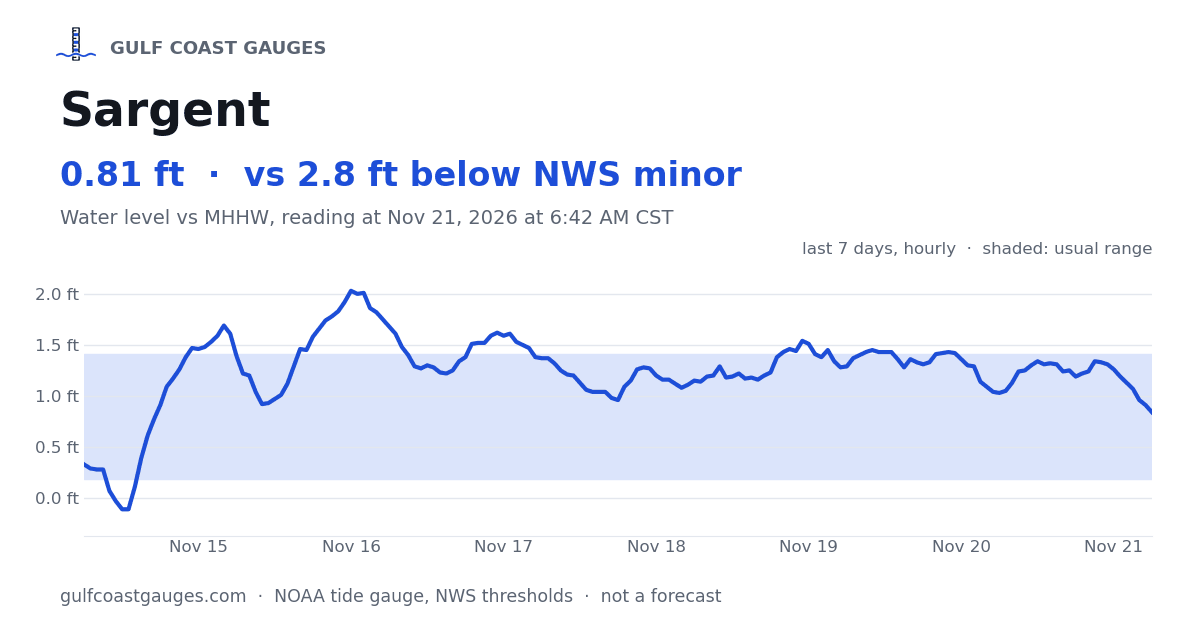 GULF COAST GAUGES
Sargent
0.81 ft · vs 2.8 ft below NWS minor
Water level vs MHHW, reading at Nov 21, 2026 at 6:42 AM CST
last 7 days, hourly · shaded: usual range
2.0 ft
1.5 ft
1.0 ft
0.5 ft
0.0 ft
Nov 15 Nov 16 Nov 17 Nov 18 Nov 19 Nov 20 Nov 21
gulfcoastgauges.com · NOAA tide gauge, NWS thresholds · not a forecast